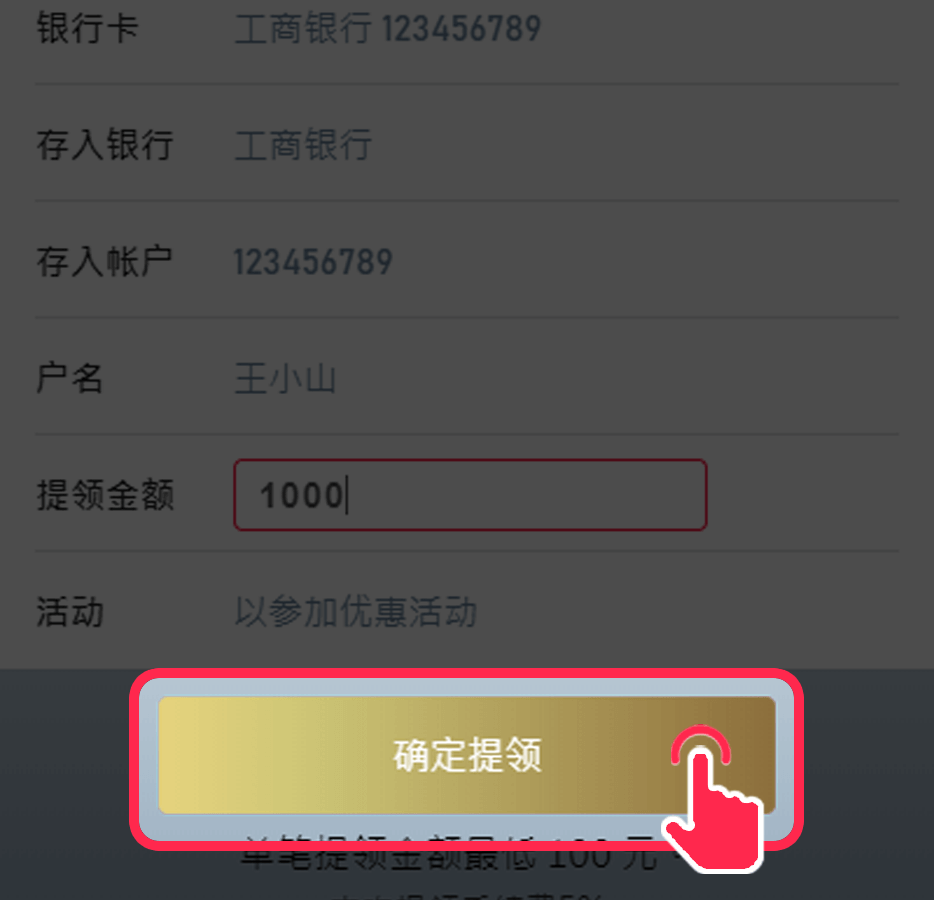 银行卡 工商银行 123456789
存入银行 工商银行
存入帐户 123456789
户名 王小山
提领金额 1000
活动 以参加优惠活动
确定提领
单笔提领金额最低 100 元